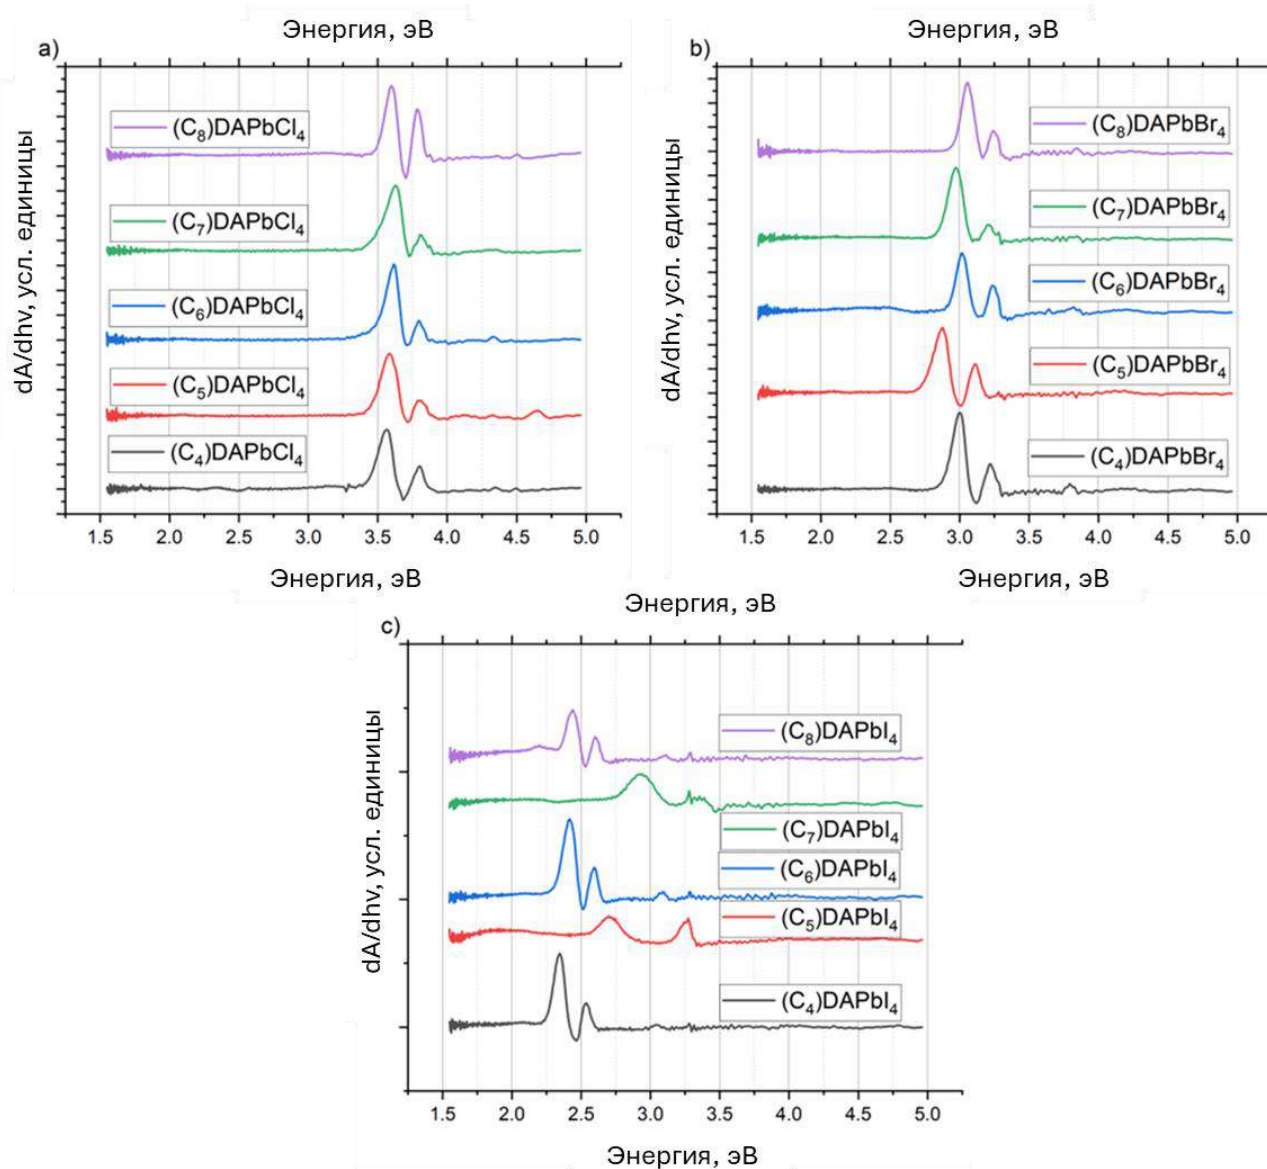 Энергия, эВ
a)
(C₈)DAPbCl₄
(C₇)DAPbCl₄
(C₆)DAPbCl₄
(C₅)DAPbCl₄
(C₄)DAPbCl₄
dA/dhν, усл. единицы
1.5 2.0 2.5 3.0 3.5 4.0 4.5 5.0
Энергия, эВ
Энергия, эВ
b)
(C₈)DAPbBr₄
(C₇)DAPbBr₄
(C₆)DAPbBr₄
(C₅)DAPbBr₄
(C₄)DAPbBr₄
dA/dhν, усл. единицы
1.5 2.0 2.5 3.0 3.5 4.0 4.5 5.0
Энергия, эВ
Энергия, эВ
c)
(C₈)DAPbI₄
(C₇)DAPbI₄
(C₆)DAPbI₄
(C₅)DAPbI₄
(C₄)DAPbI₄
dA/dhν, усл. единицы
1.5 2.0 2.5 3.0 3.5 4.0 4.5 5.0
Энергия, эВ